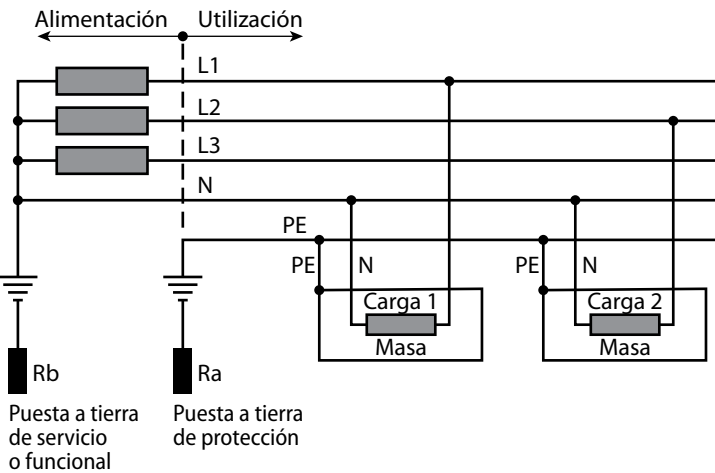 Alimentación Utilización
L1
L2
L3
N
PE
PE N PE N
Carga 1 Carga 2
Masa Masa
Rb Ra
Puesta a tierra
de servicio
o funcional
Puesta a tierra
de protección